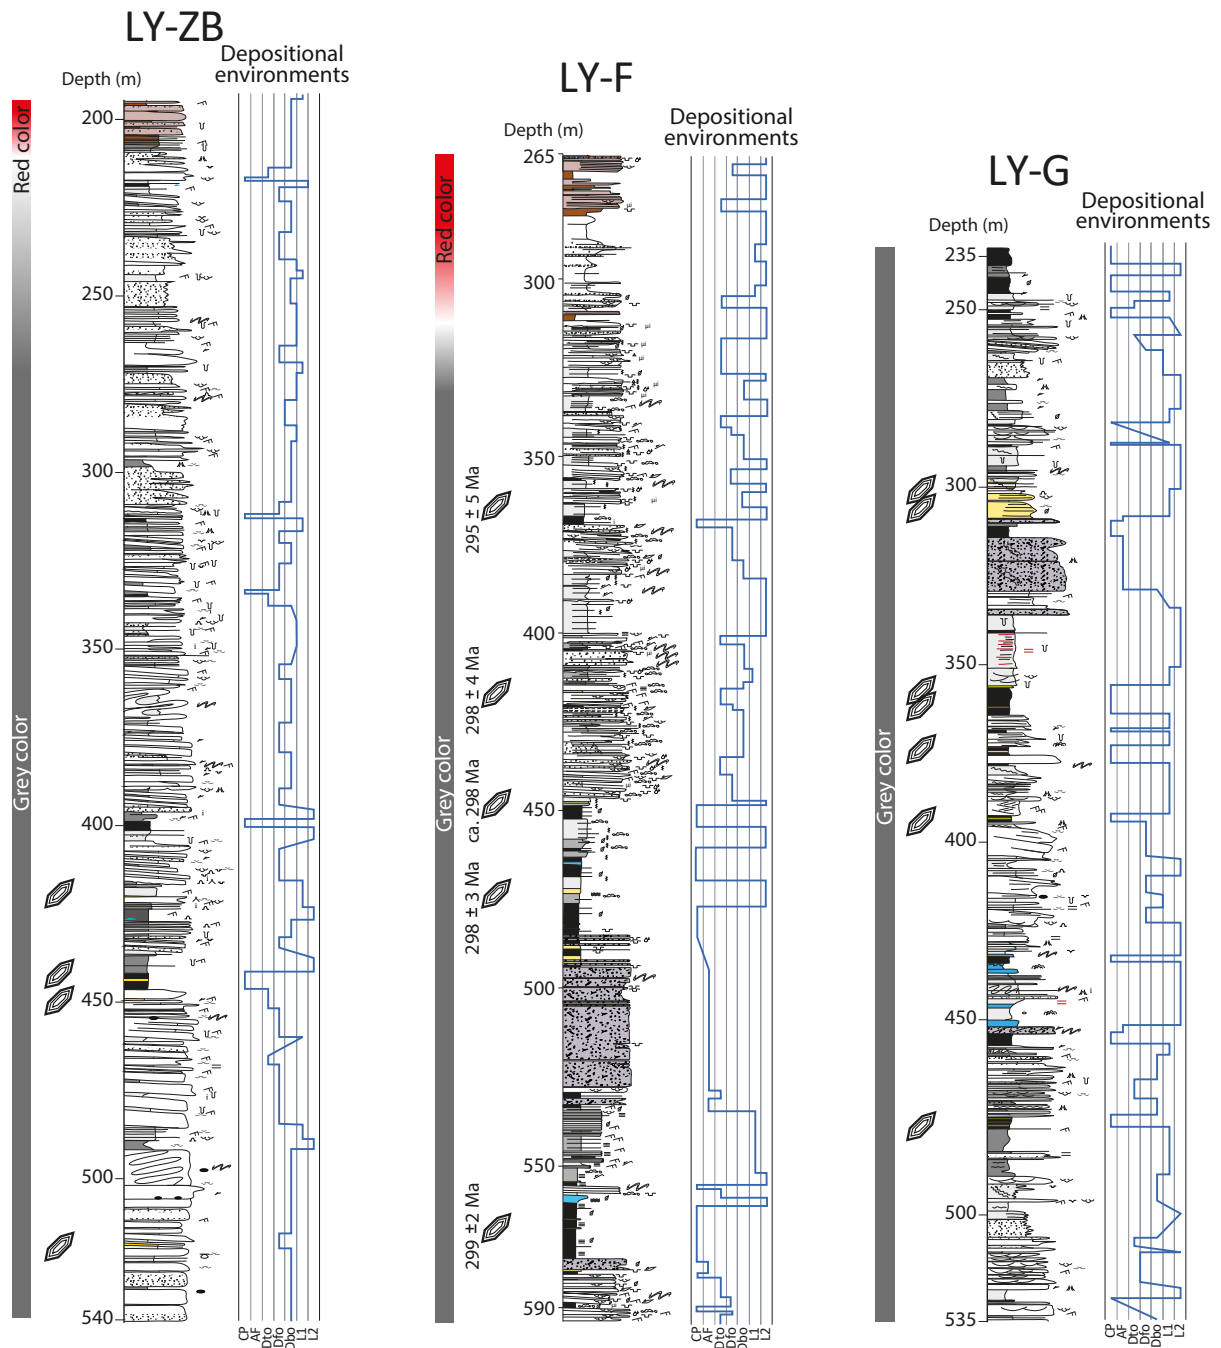 LY-ZB
Depositional
environments
Depth (m)
Red color
Grey color
200
250
300
350
400
450
500
540
CP
AF
Dto
Dfo
Dbo
L1
L2
LY-F
Depositional
environments
Depth (m)
Red color
Grey color
265
300
350
400
450
500
550
590
295 ± 5 Ma
298 ± 4 Ma
ca. 298 Ma
298 ± 3 Ma
299 ±2 Ma
CP
AF
Dto
Dfo
Dbo
L1
L2
LY-G
Depositional
environments
Depth (m)
Grey color
235
250
300
350
400
450
500
535
CP
AF
Dto
Dfo
Dbo
L1
L2